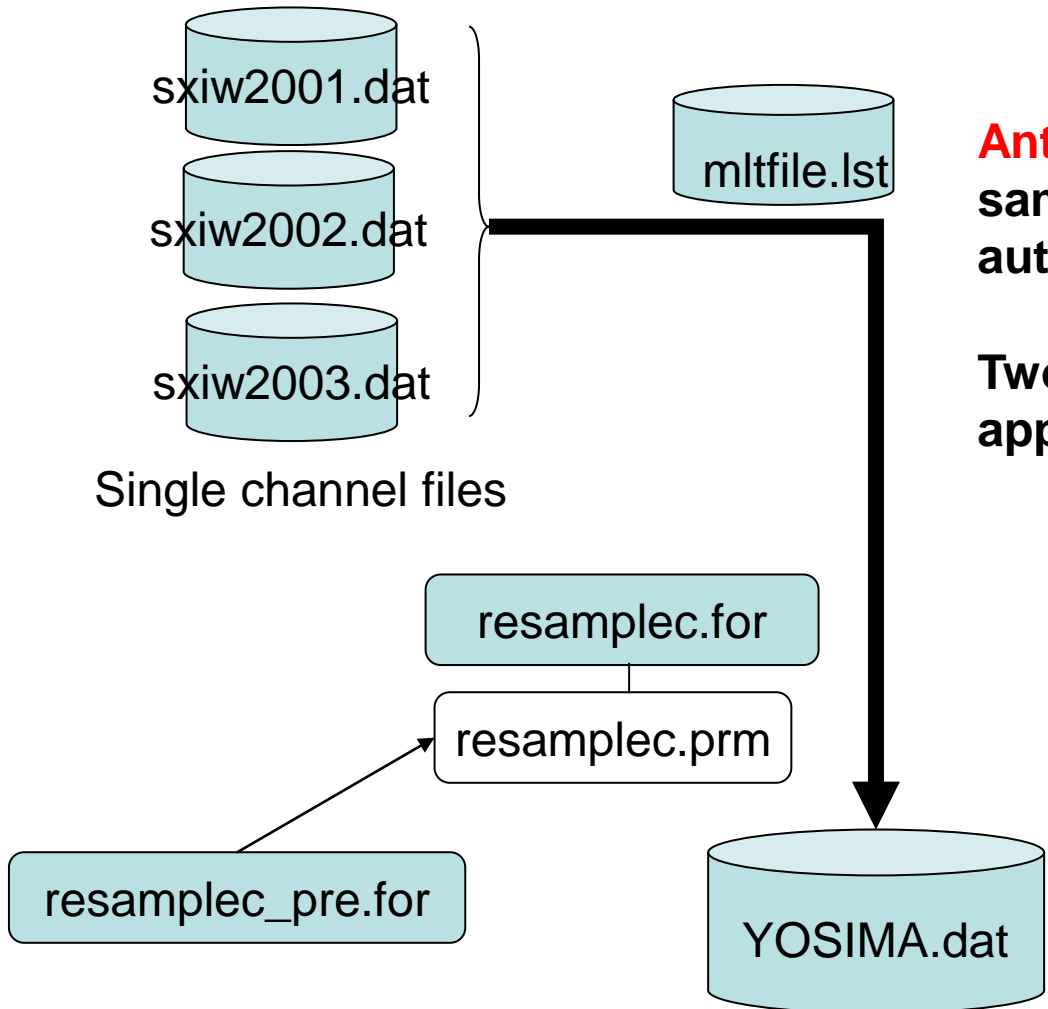 sxiw2001.dat
sxiw2002.dat
sxiw2003.dat
Single channel files
mltfile.lst
resamplec.for
resamplec.prm
resamplec_pre.for
YOSIMA.dat